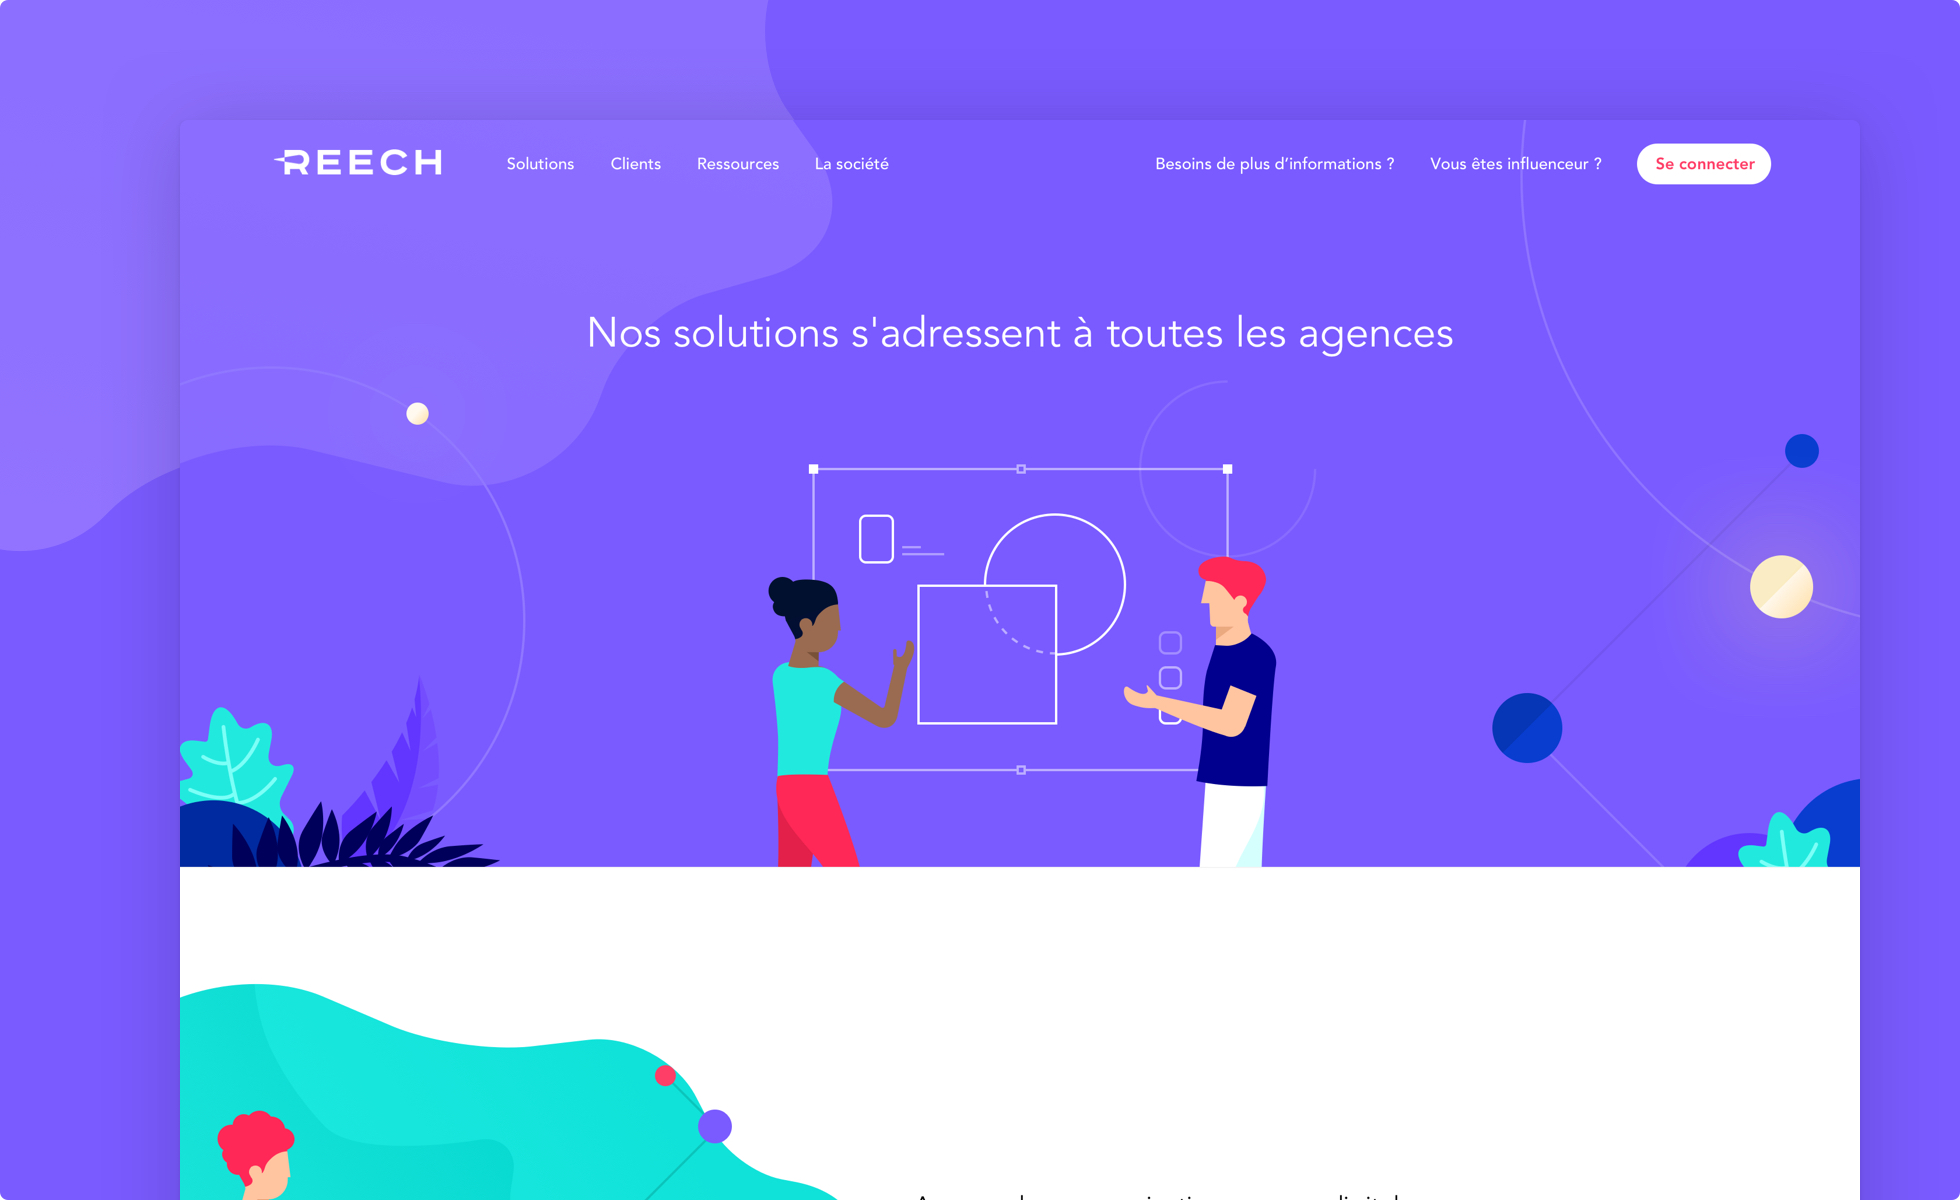 REECH
Solutions Clients Ressources La société Besoins de plus d’informations ? Vous êtes influenceur ? Se connecter
Nos solutions s'adressent à toutes les agences